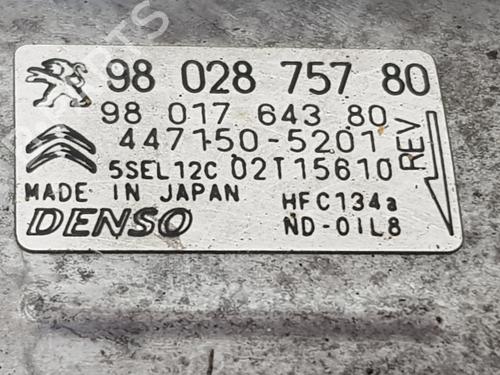 98 028 757 80
98 017 643 80
447150-5201
5SEL12C 02T15610
REV
MADE IN JAPAN HFC134a
DENSO ND-OIL8